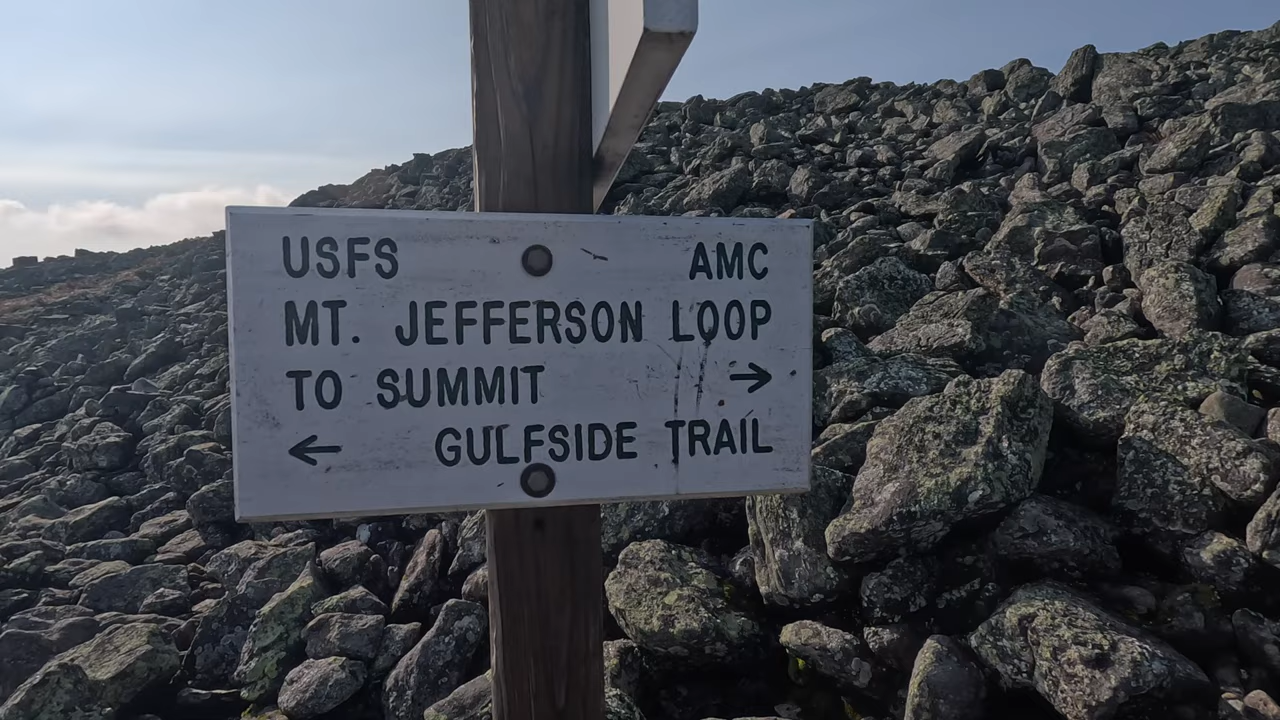 USFS AMC
MT. JEFFERSON LOOP
TO SUMMIT →
← GULFSIDE TRAIL